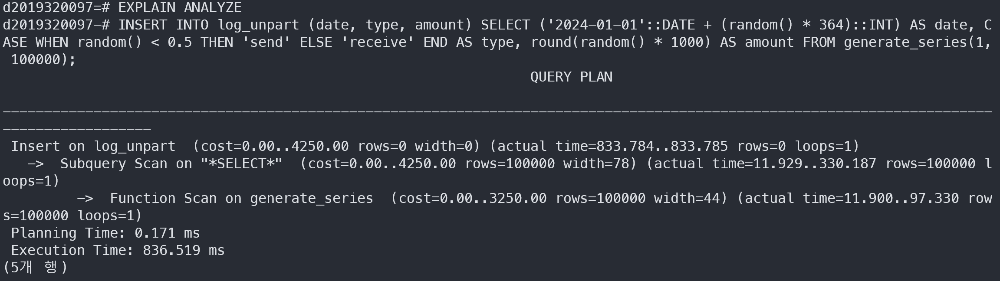 d2019320097=# EXPLAIN ANALYZE
d2019320097-# INSERT INTO log_unpart (date, type, amount) SELECT ('2024-01-01'::DATE + (random() * 364)::INT) AS date, C
ASE WHEN random() < 0.5 THEN 'send' ELSE 'receive' END AS type, round(random() * 1000) AS amount FROM generate_series(1,
 100000);
QUERY PLAN
------------------------------------------------------------------------------------------------------------------------
------------------
 Insert on log_unpart  (cost=0.00..4250.00 rows=0 width=0) (actual time=833.784..833.785 rows=0 loops=1)
   ->  Subquery Scan on "*SELECT*"  (cost=0.00..4250.00 rows=100000 width=78) (actual time=11.929..330.187 rows=100000 l
oops=1)
         ->  Function Scan on generate_series  (cost=0.00..3250.00 rows=100000 width=44) (actual time=11.900..97.330 row
s=100000 loops=1)
 Planning Time: 0.171 ms
 Execution Time: 836.519 ms
(5개 행)